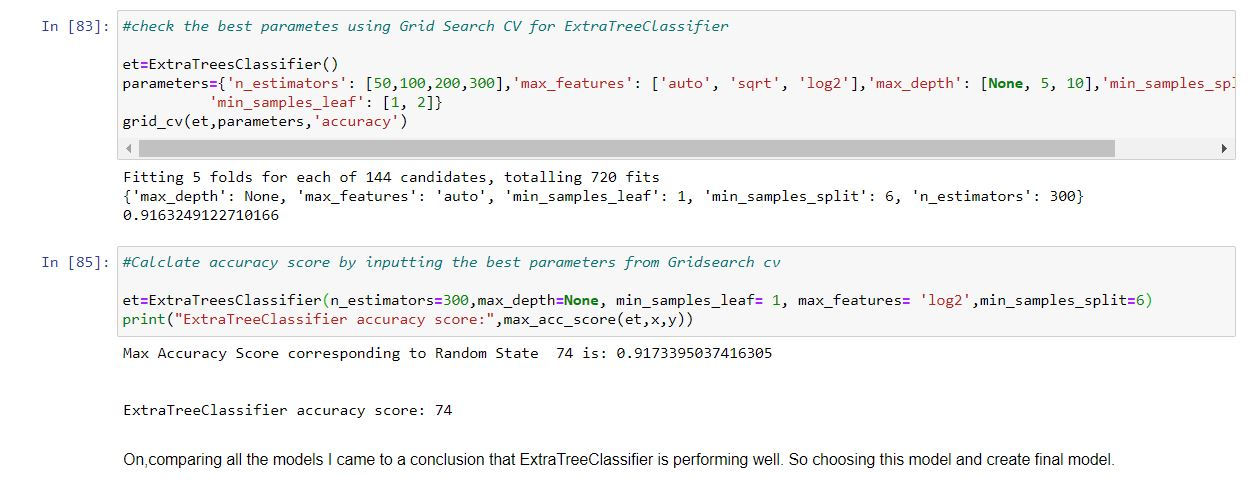 In [83]: #check the best parametes using Grid Search CV for ExtraTreeClassifier
et=ExtraTreesClassifier()
parameters={'n_estimators': [50,100,200,300],'max_features': ['auto', 'sqrt', 'log2'],'max_depth': [None, 5, 10],'min_samples_spl
'min_samples_leaf': [1, 2]}
grid_cv(et,parameters,'accuracy')
Fitting 5 folds for each of 144 candidates, totalling 720 fits
{'max_depth': None, 'max_features': 'auto', 'min_samples_leaf': 1, 'min_samples_split': 6, 'n_estimators': 300}
0.9163249122710166
In [85]: #Calclate accuracy score by inputting the best parameters from Gridsearch cv
et=ExtraTreesClassifier(n_estimators=300,max_depth=None, min_samples_leaf= 1, max_features= 'log2',min_samples_split=6)
print("ExtraTreeClassifier accuracy score:",max_acc_score(et,x,y))
Max Accuracy Score corresponding to Random State  74 is: 0.9173395037416305
ExtraTreeClassifier accuracy score: 74
On,comparing all the models I came to a conclusion that ExtraTreeClassifier is performing well. So choosing this model and create final model.